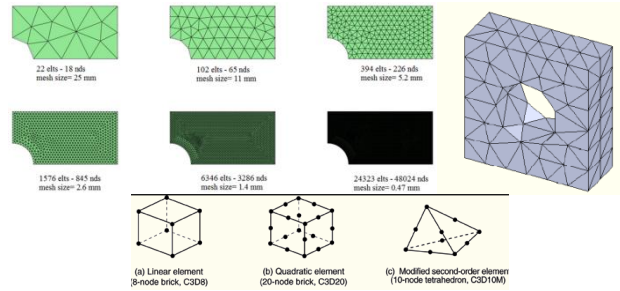 22 elts - 18 nds
mesh size= 25 mm
102 elts - 65 nds
mesh size= 11 mm
394 elts - 226 nds
mesh size= 5.2 mm
1576 elts - 845 nds
mesh size= 2.6 mm
6346 elts - 3286 nds
mesh size= 1.4 mm
24323 elts - 48024 nds
mesh size= 0.47 mm
(a) Linear element
(8-node brick, C3D8)
(b) Quadratic element
(20-node brick, C3D20)
(c) Modified second-order element
(10-node tetrahedron, C3D10M)